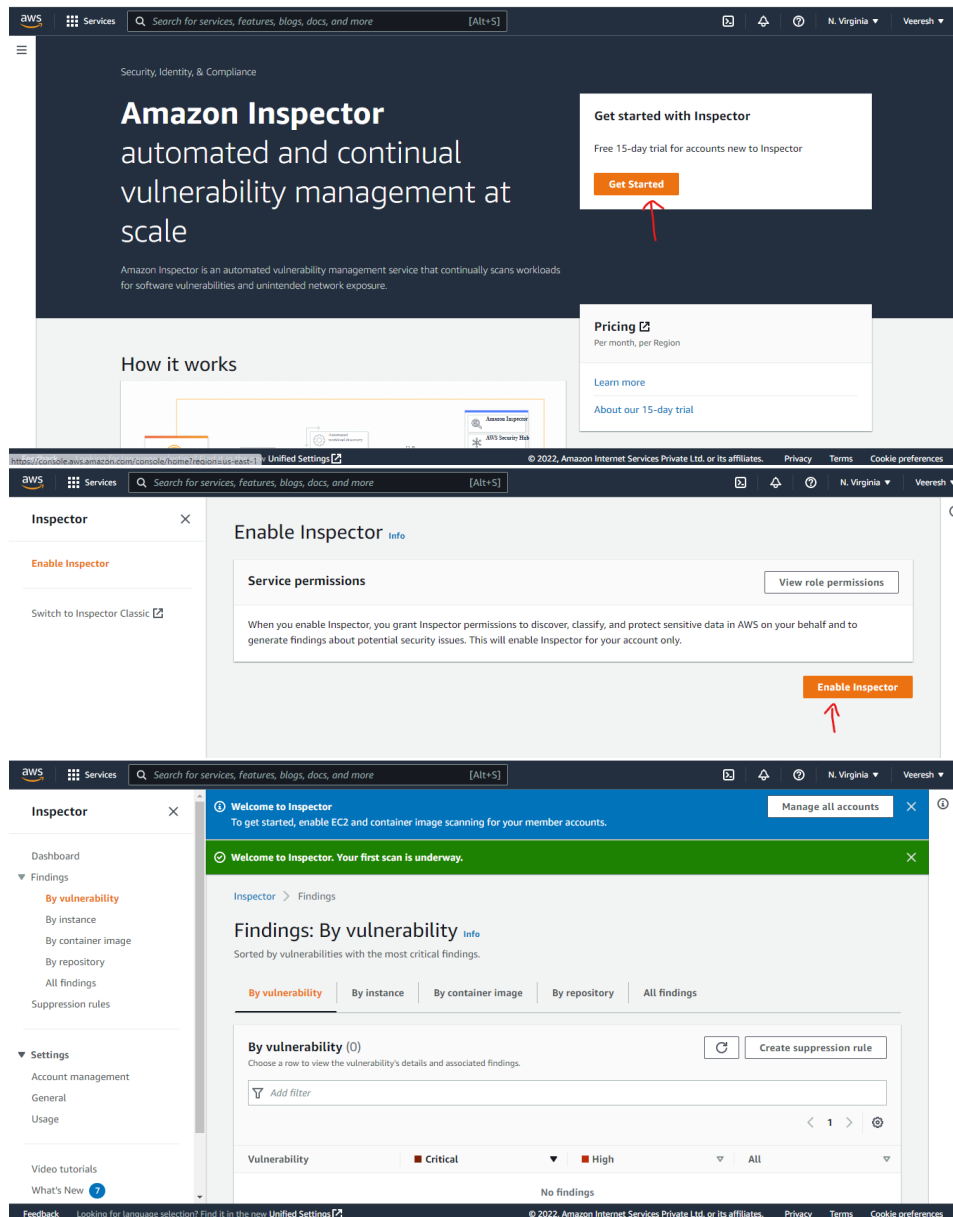 aws
Services
Search for services, features, blogs, docs, and more
[Alt+S]
N. Virginia
Veeresh
Security, Identity, & Compliance
Amazon Inspector
automated and continual
vulnerability management at
scale
Amazon Inspector is an automated vulnerability management service that continually scans workloads
for software vulnerabilities and unintended network exposure.
Get started with Inspector
Free 15-day trial for accounts new to Inspector
Get Started
Pricing
Per month, per Region
Learn more
About our 15-day trial
How it works
Automated
workload discovery
Amazon Inspector
AWS Security Hub
https://console.aws.amazon.com/console/home?region=us-east-1
Unified Settings
© 2022, Amazon Internet Services Private Ltd. or its affiliates.
Privacy
Terms
Cookie preferences
aws
Services
Search for services, features, blogs, docs, and more
[Alt+S]
N. Virginia
Veeresh
Inspector
Enable Inspector
Switch to Inspector Classic
Enable Inspector
Info
Service permissions
View role permissions
When you enable Inspector, you grant Inspector permissions to discover, classify, and protect sensitive data in AWS on your behalf and to
generate findings about potential security issues. This will enable Inspector for your account only.
Enable Inspector
aws
Services
Search for services, features, blogs, docs, and more
[Alt+S]
N. Virginia
Veeresh
Inspector
Dashboard
Findings
By vulnerability
By instance
By container image
By repository
All findings
Suppression rules
Settings
Account management
General
Usage
Video tutorials
What's New 7
Welcome to Inspector
To get started, enable EC2 and container image scanning for your member accounts.
Manage all accounts
Welcome to Inspector. Your first scan is underway.
Inspector
Findings
Findings: By vulnerability Info
Sorted by vulnerabilities with the most critical findings.
By vulnerability
By instance
By container image
By repository
All findings
By vulnerability (0)
Choose a row to view the vulnerability's details and associated findings.
Create suppression rule
Add filter
1
Vulnerability
Critical
High
All
No findings
Feedback
Looking for language selection? Find it in the new Unified Settings
© 2022, Amazon Internet Services Private Ltd. or its affiliates.
Privacy
Terms
Cookie preferences